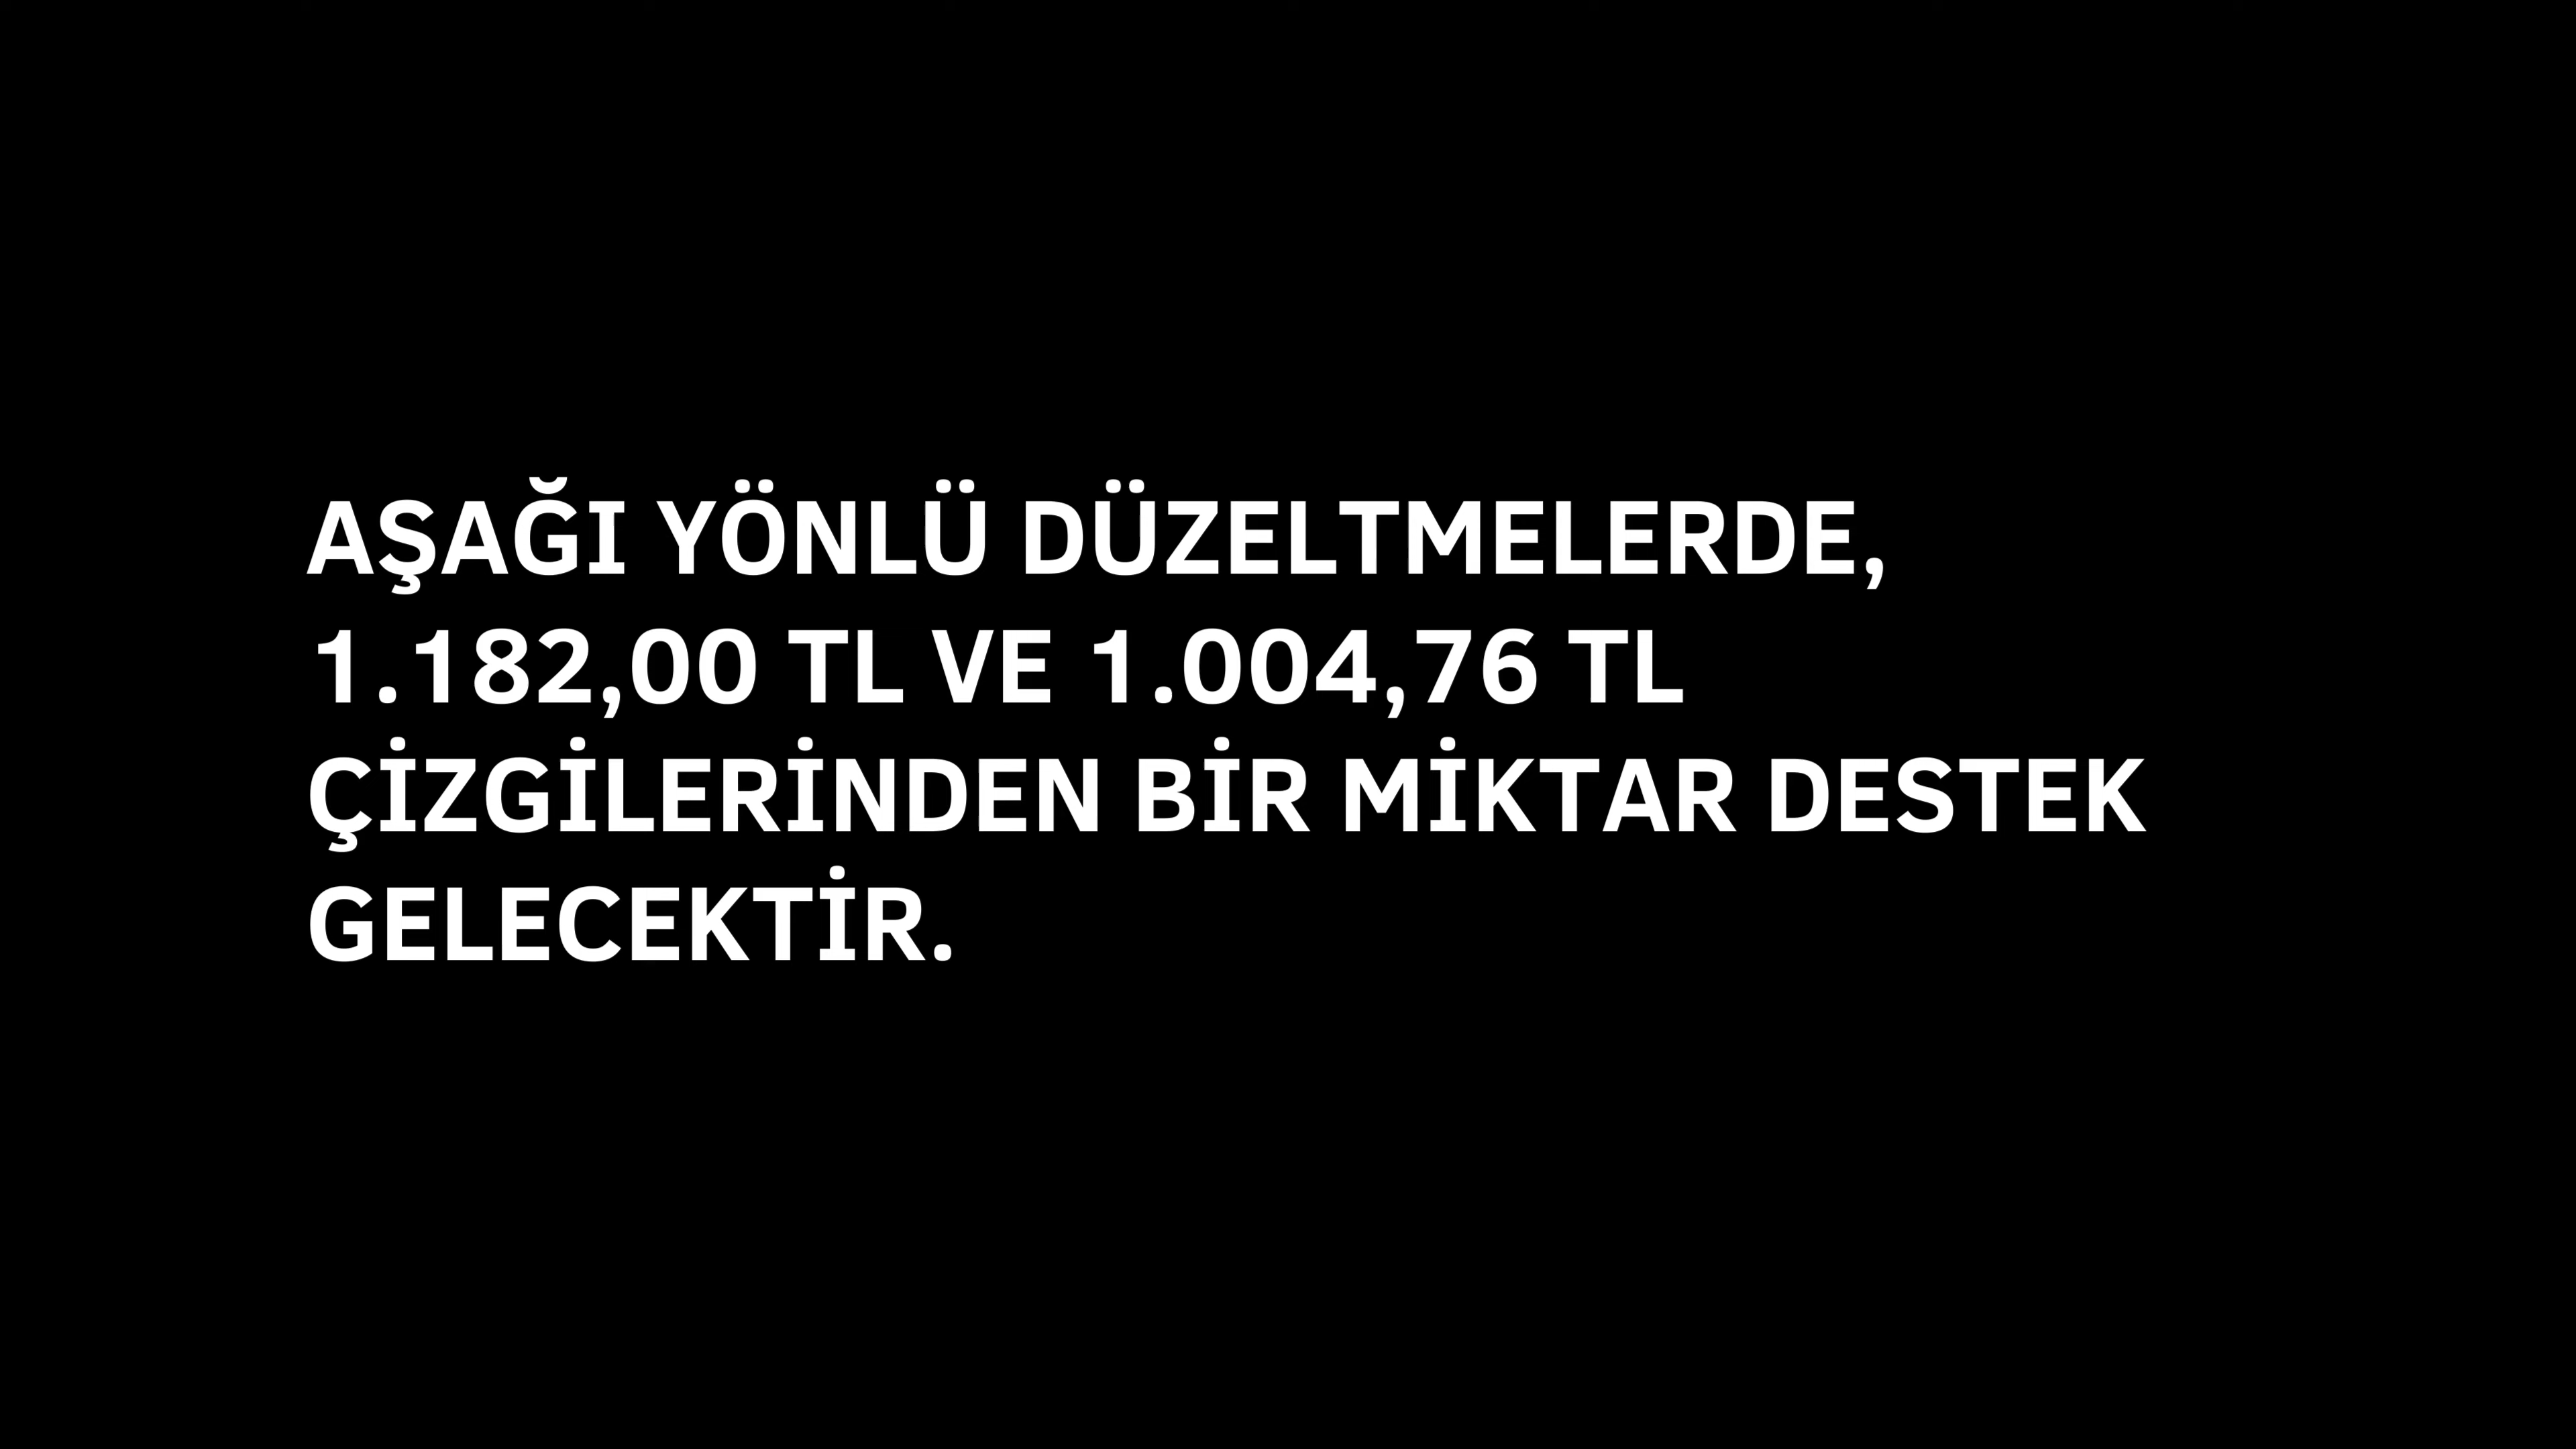 AŞAĞI YÖNLÜ DÜZELTMELERDE,
1.182,00 TL VE 1.004,76 TL
ÇİZGİLERİNDEN BİR MİKTAR DESTEK
GELECEKTİR.